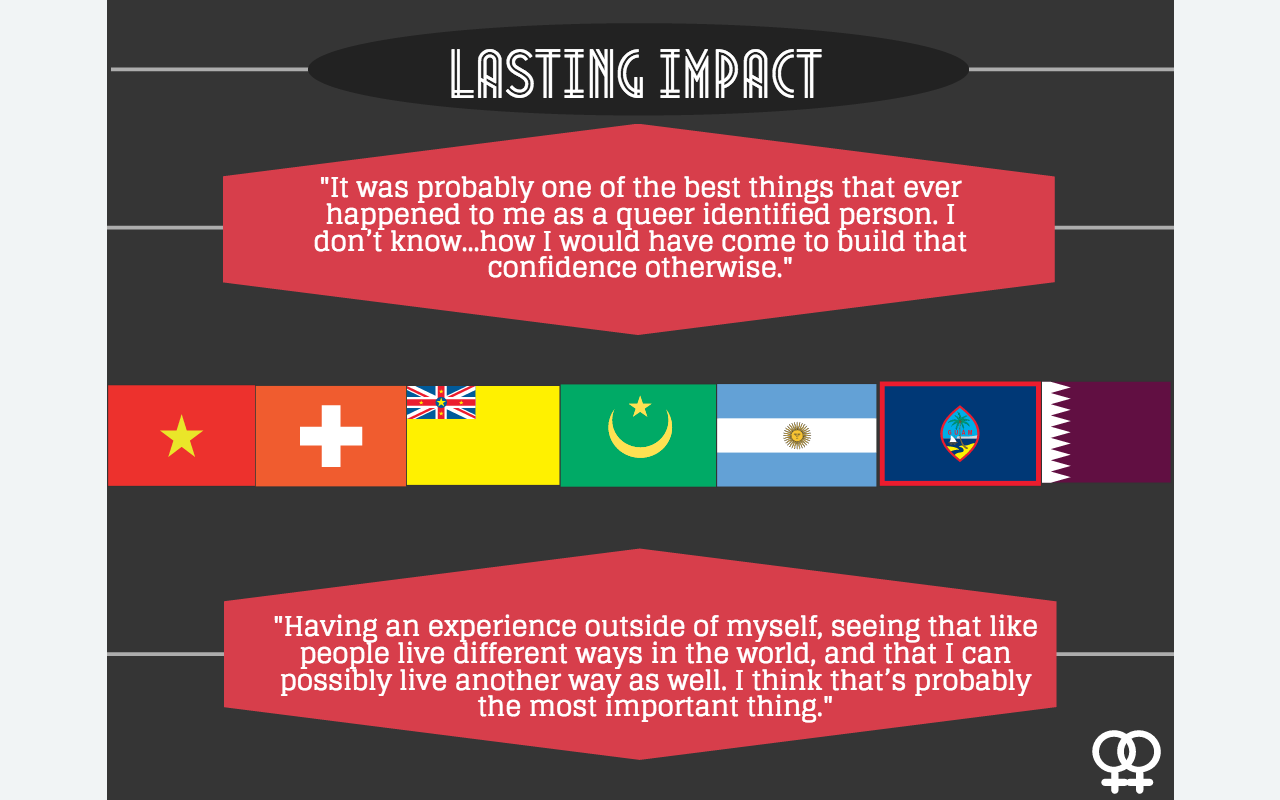 LASTING IMPACT
"It was probably one of the best things that ever
happened to me as a queer identified person. I
don’t know...how I would have come to build that
confidence otherwise."
"Having an experience outside of myself, seeing that like
people live different ways in the world, and that I can
possibly live another way as well. I think that’s probably
the most important thing."